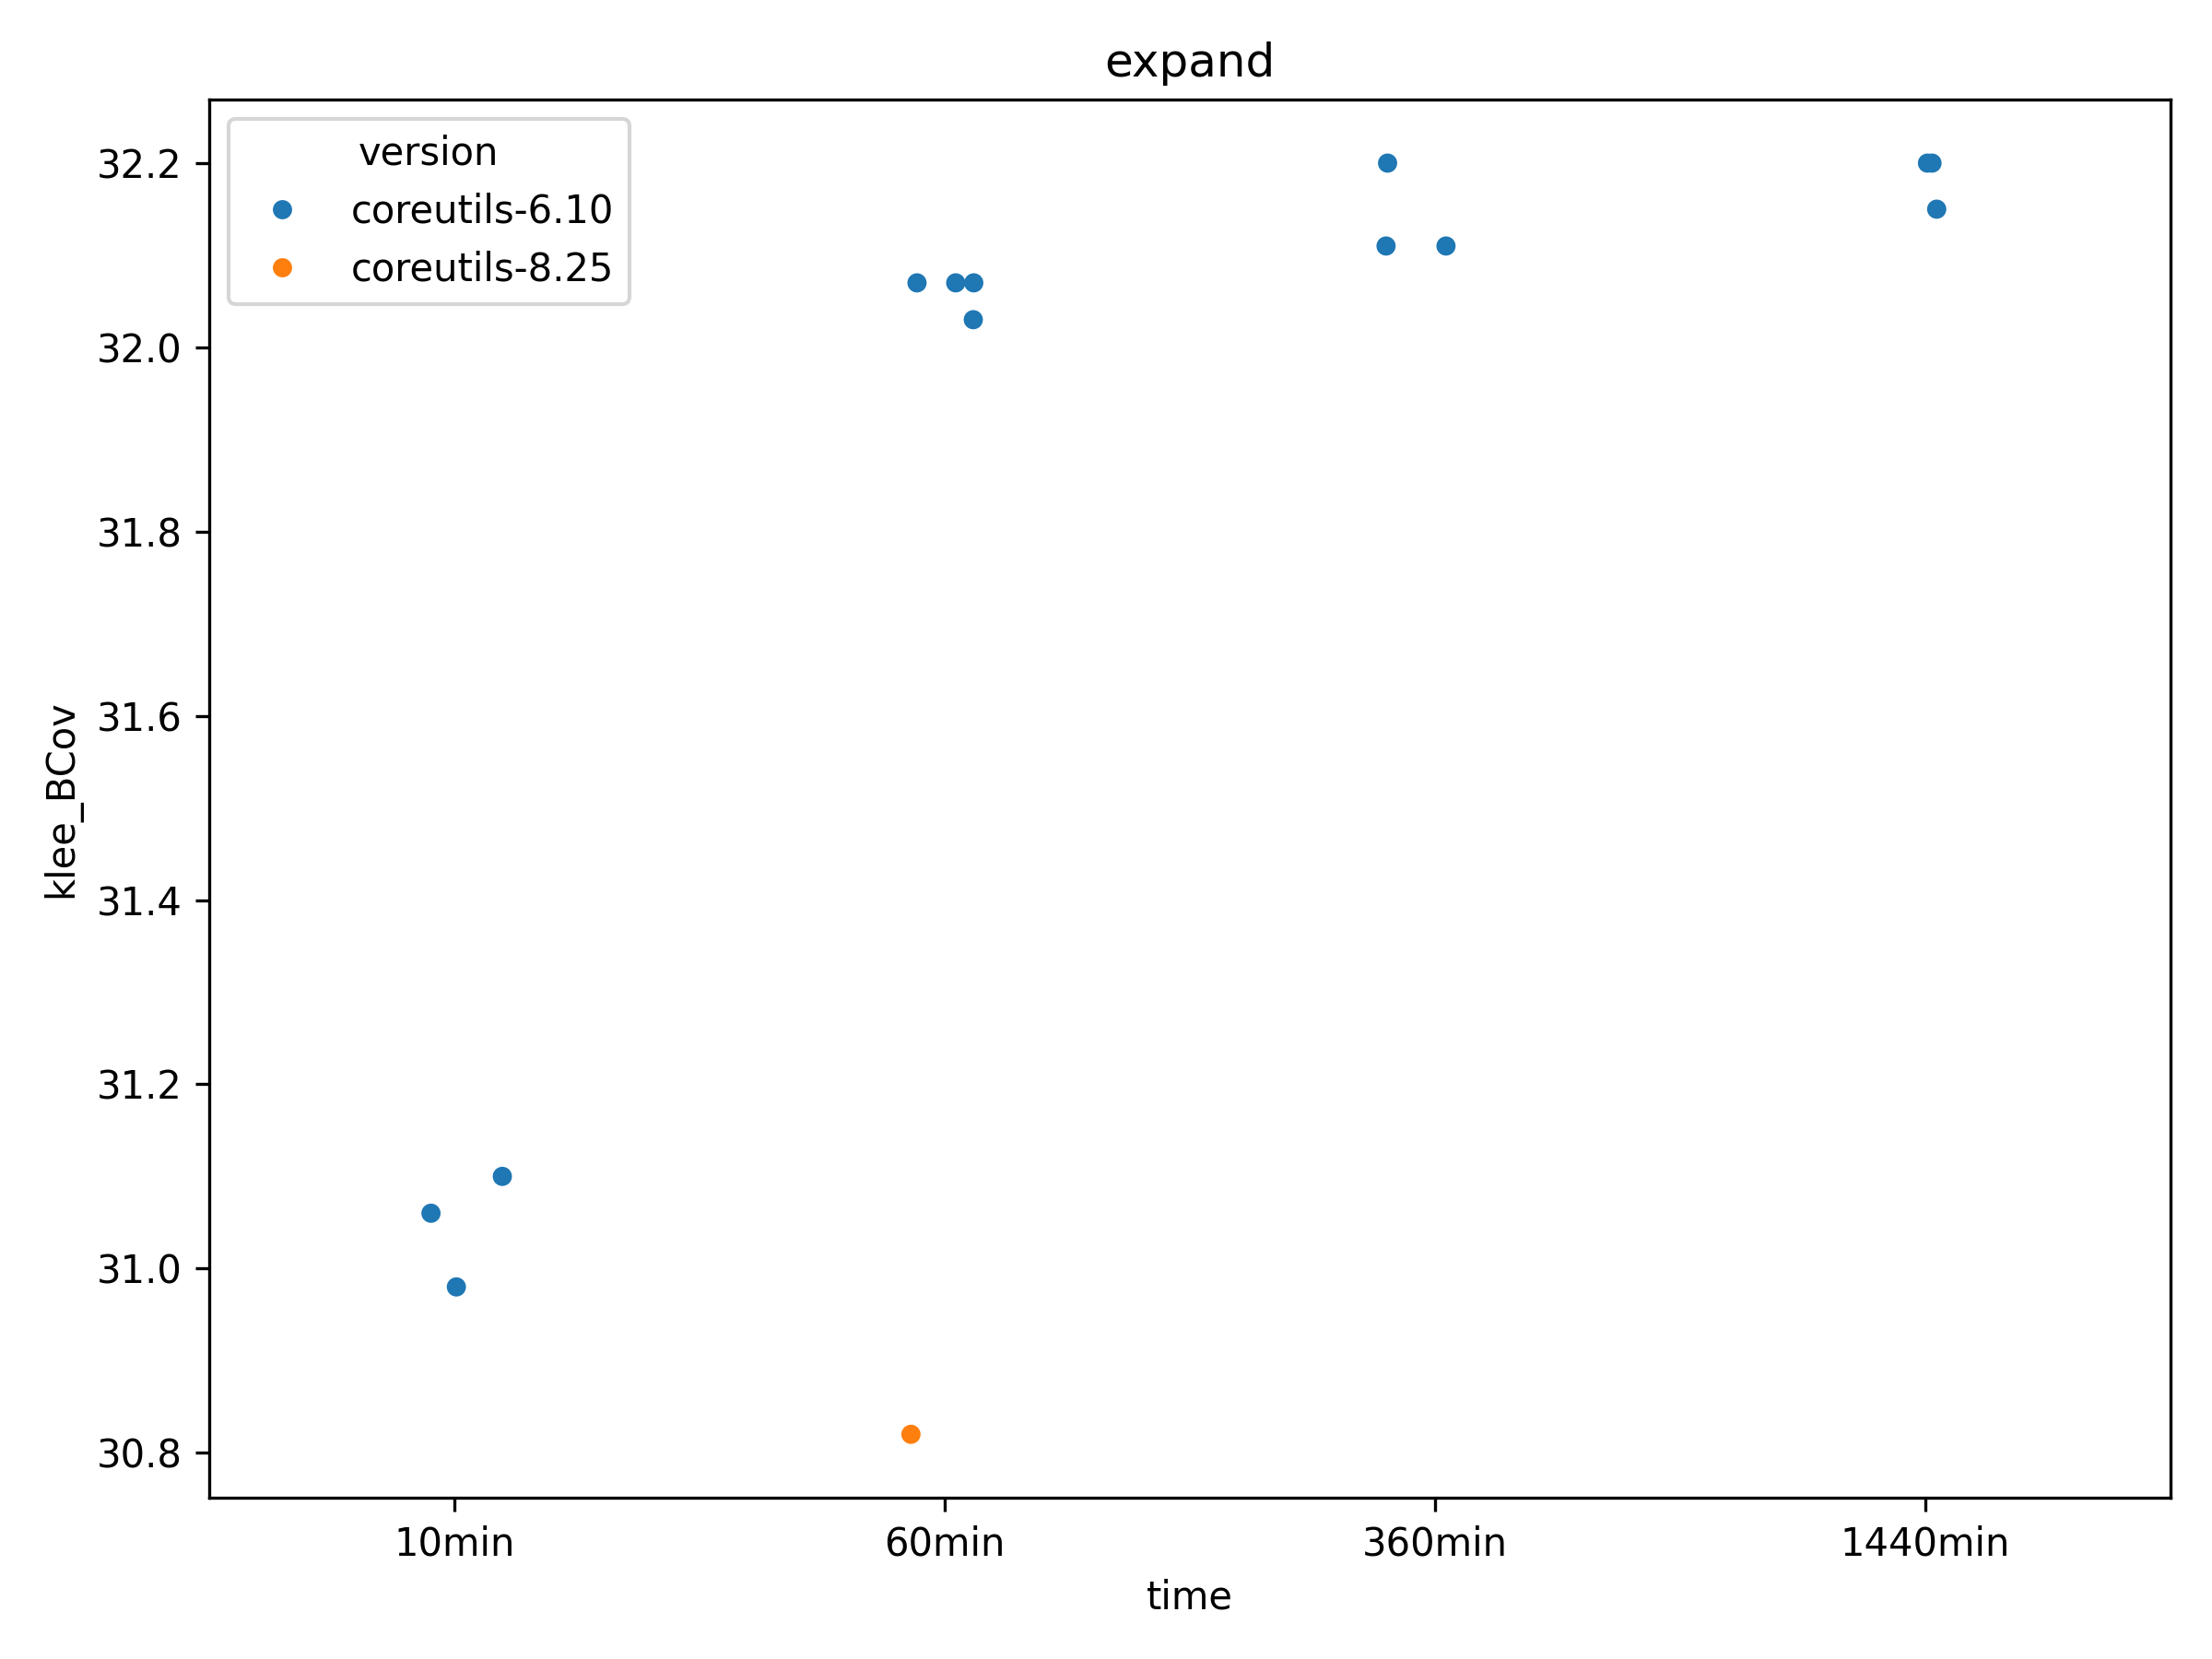 expand
version
coreutils-6.10
coreutils-8.25
32.2
32.0
31.8
31.6
31.4
31.2
31.0
30.8
klee_BCov
10min
60min
360min
1440min
time